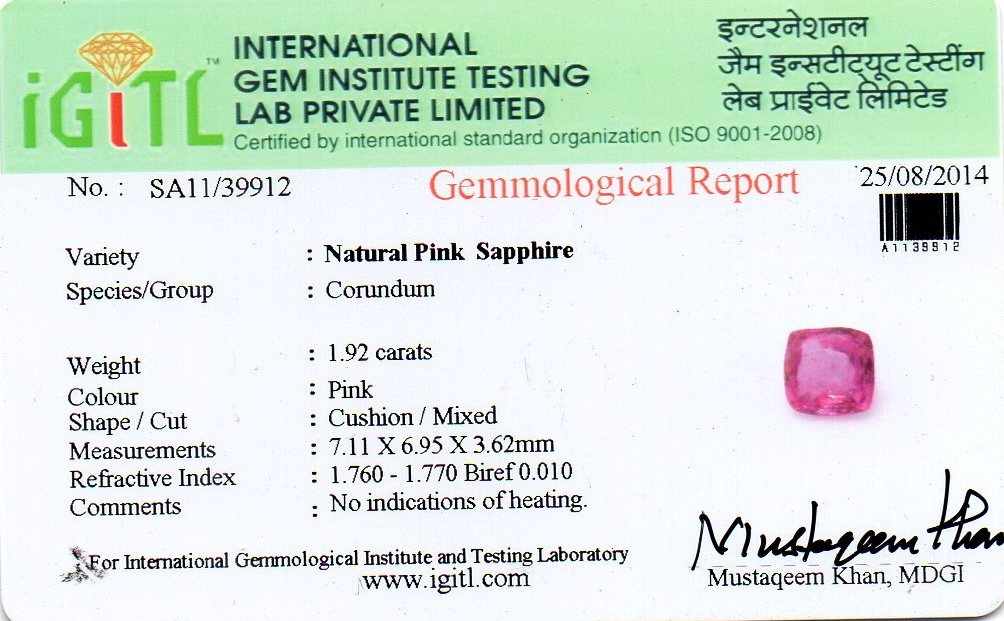 iGiTL™
INTERNATIONAL
GEM INSTITUTE TESTING
LAB PRIVATE LIMITED
Certified by international standard organization (ISO 9001-2008)
इन्टरनेशनल
जैम इन्सटीट्यूट टेस्टींग
लेब प्राईवेट लिमिटेड
No. : SA11/39912
Gemmological Report
25/08/2014
A1139912
Variety : Natural Pink Sapphire
Species/Group : Corundum
Weight : 1.92 carats
Colour : Pink
Shape / Cut : Cushion / Mixed
Measurements : 7.11 X 6.95 X 3.62mm
Refractive Index : 1.760 - 1.770 Biref 0.010
Comments : No indications of heating.
For International Gemmological Institute and Testing Laboratory
www.igitl.com
Mustaqeem Khan
Mustaqeem Khan, MDGI